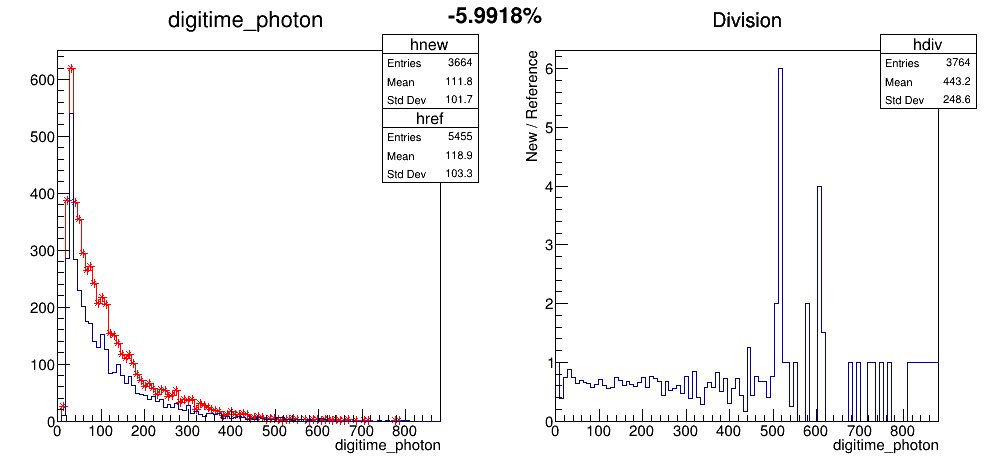 digitime_photon
-5.9918%
Division
hnew
Entries 3664
Mean 111.8
Std Dev 101.7
href
Entries 5455
Mean 118.9
Std Dev 103.3
600
500
400
300
200
100
0
0 100 200 300 400 500 600 700 800
digitime_photon
hdiv
Entries 3764
Mean 443.2
Std Dev 248.6
New / Reference
6
5
4
3
2
1
0
0 100 200 300 400 500 600 700 800
digitime_photon